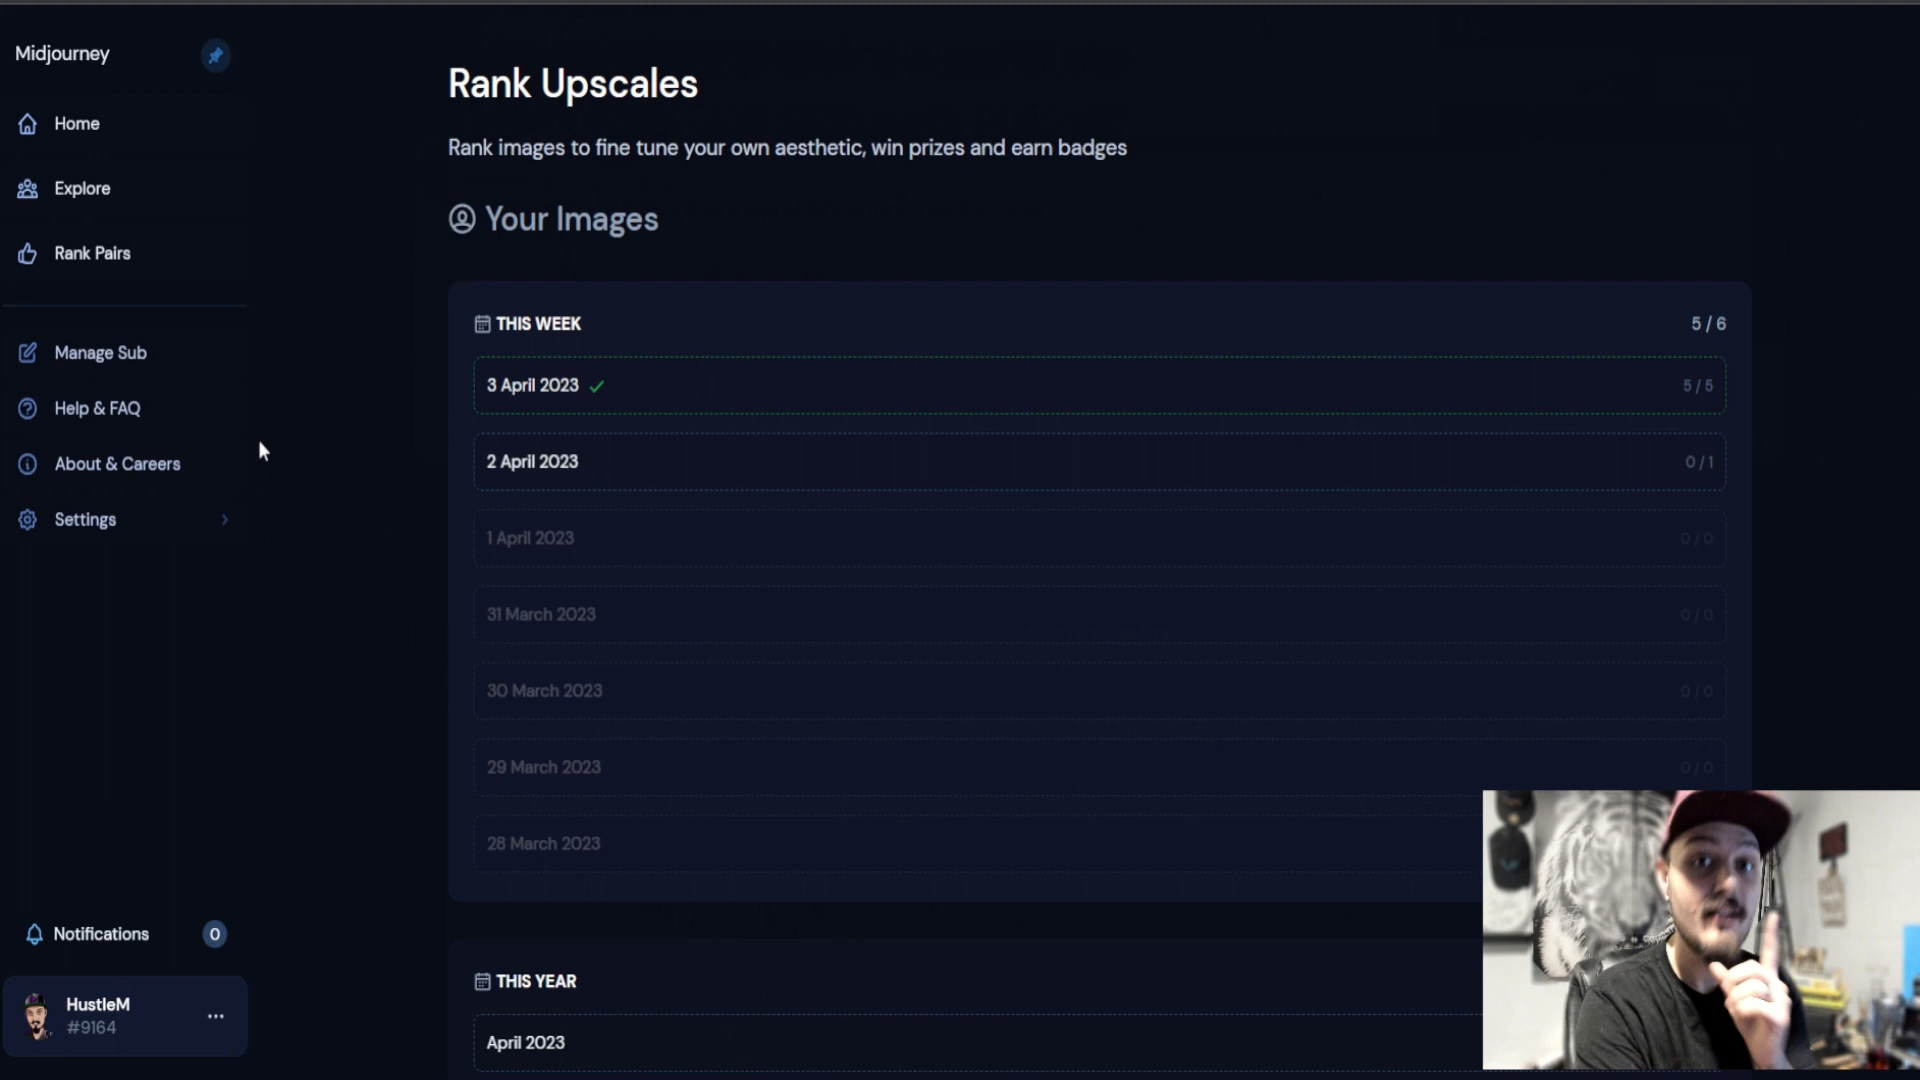 Midjourney
Home
Explore
Rank Pairs
Manage Sub
Help & FAQ
About & Careers
Settings
Notifications 0
HustleM
#9164
...
Rank Upscales
Rank images to fine tune your own aesthetic, win prizes and earn badges
Your Images
THIS WEEK 5 / 6
3 April 2023 5 / 5
2 April 2023 0 / 1
1 April 2023 0 / 0
31 March 2023 0 / 0
30 March 2023 0 / 0
29 March 2023 0 / 0
28 March 2023
THIS YEAR
April 2023